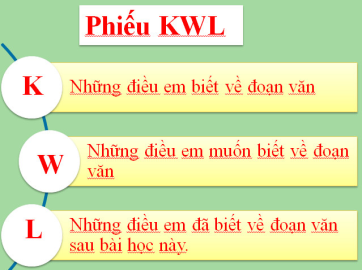 Phiếu KWL
K
Những điều em biết về đoạn văn
W
Những điều em muốn biết về đoạn
văn
L
Những điều em đã biết về đoạn văn
sau bài học này.